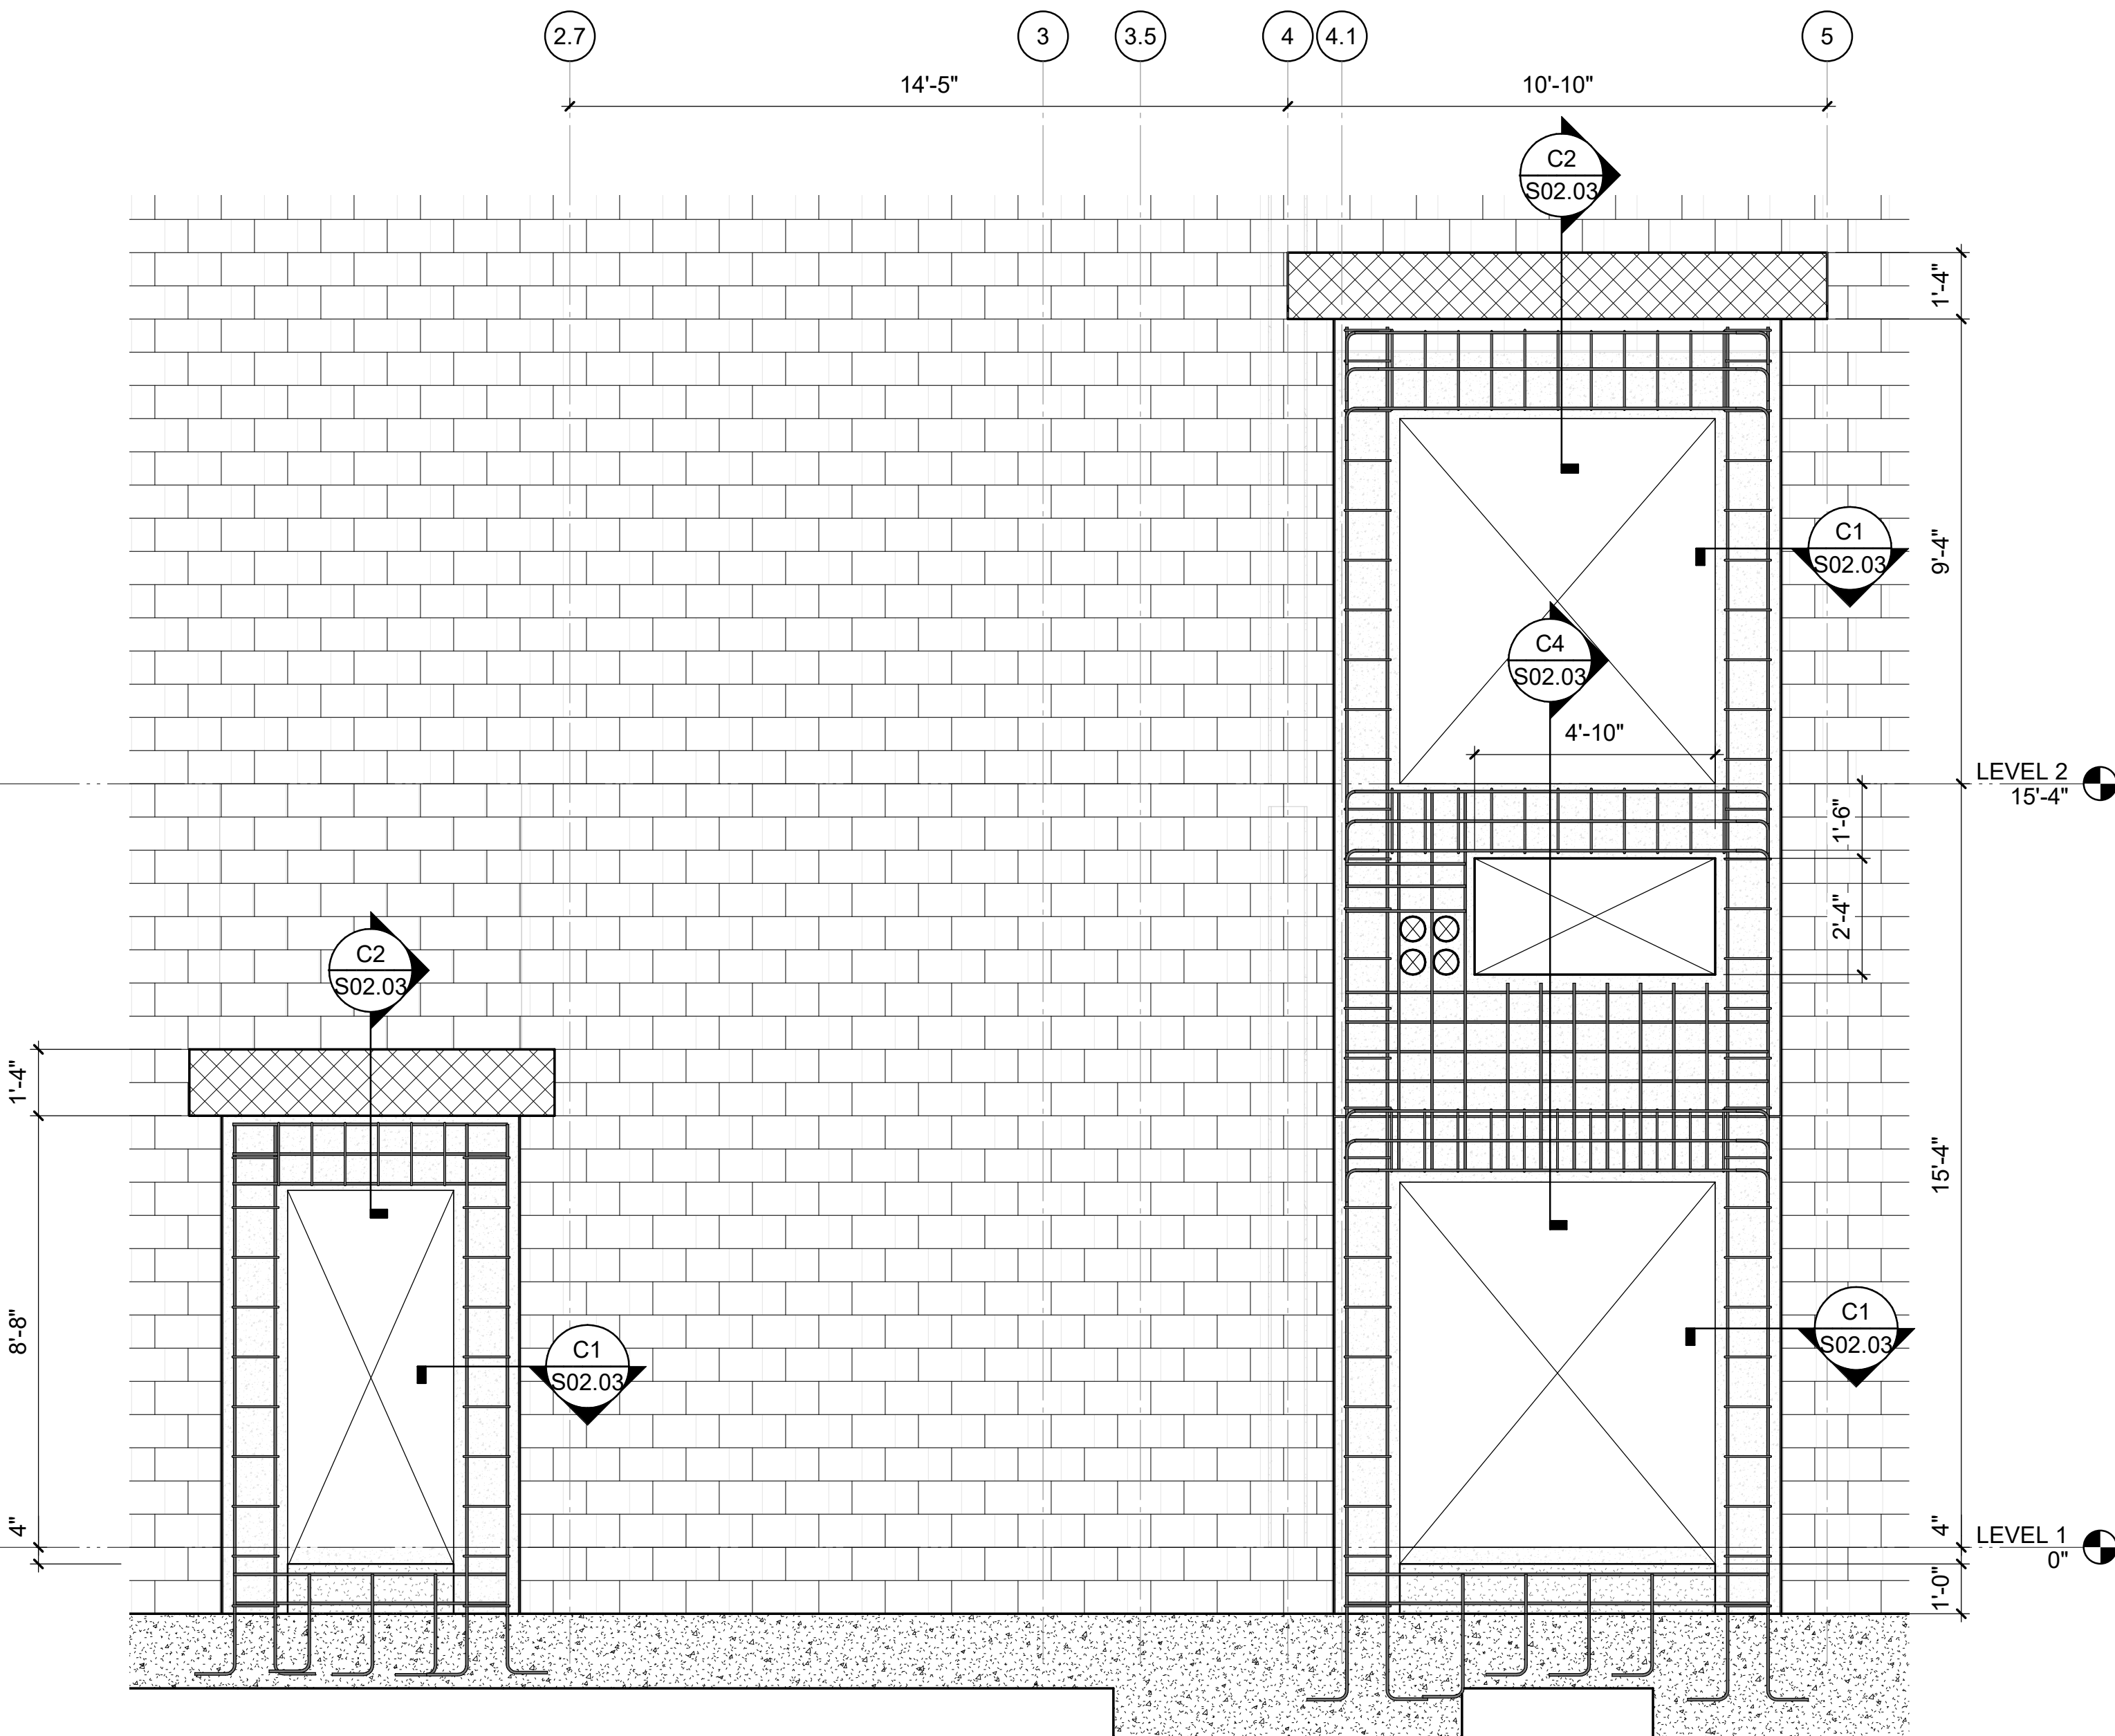 2.7
3
3.5
4
4.1
5
14'-5"
10'-10"
C2
S02.03
1'-4"
C1
S02.03
9'-4"
C4
S02.03
4'-10"
LEVEL 2
15'-4"
1'-6"
2'-4"
C2
S02.03
1'-4"
15'-4"
C1
S02.03
C1
S02.03
8'-8"
4"
4"
LEVEL 1
0"
1'-0"